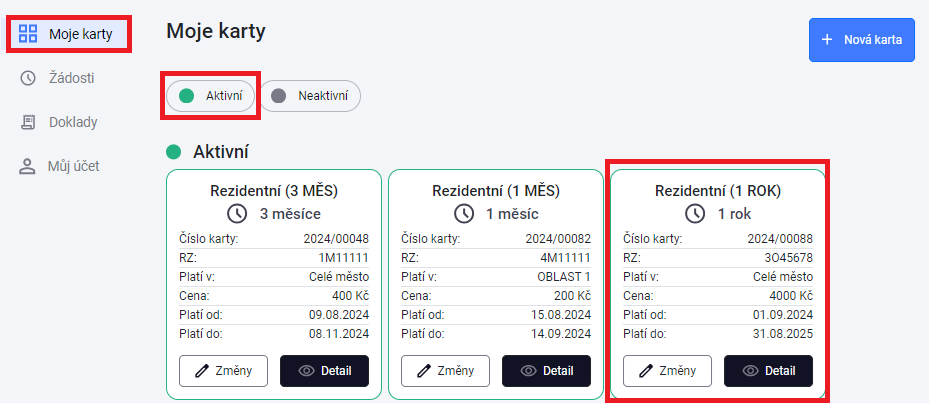 Moje karty
Žádosti
Doklady
Můj účet
Moje karty
Nová karta
Aktivní
Neaktivní
Aktivní
Rezidentní (3 MĚS)
3 měsíce
Číslo karty: 2024/00048
RZ: 1M11111
Platí v: Celé město
Cena: 400 Kč
Platí od: 09.08.2024
Platí do: 08.11.2024
Změny
Detail
Rezidentní (1 MĚS)
1 měsíc
Číslo karty: 2024/00082
RZ: 4M11111
Platí v: OBLAST 1
Cena: 200 Kč
Platí od: 15.08.2024
Platí do: 14.09.2024
Změny
Detail
Rezidentní (1 ROK)
1 rok
Číslo karty: 2024/00088
RZ: 3O45678
Platí v: Celé město
Cena: 4000 Kč
Platí od: 01.09.2024
Platí do: 31.08.2025
Změny
Detail